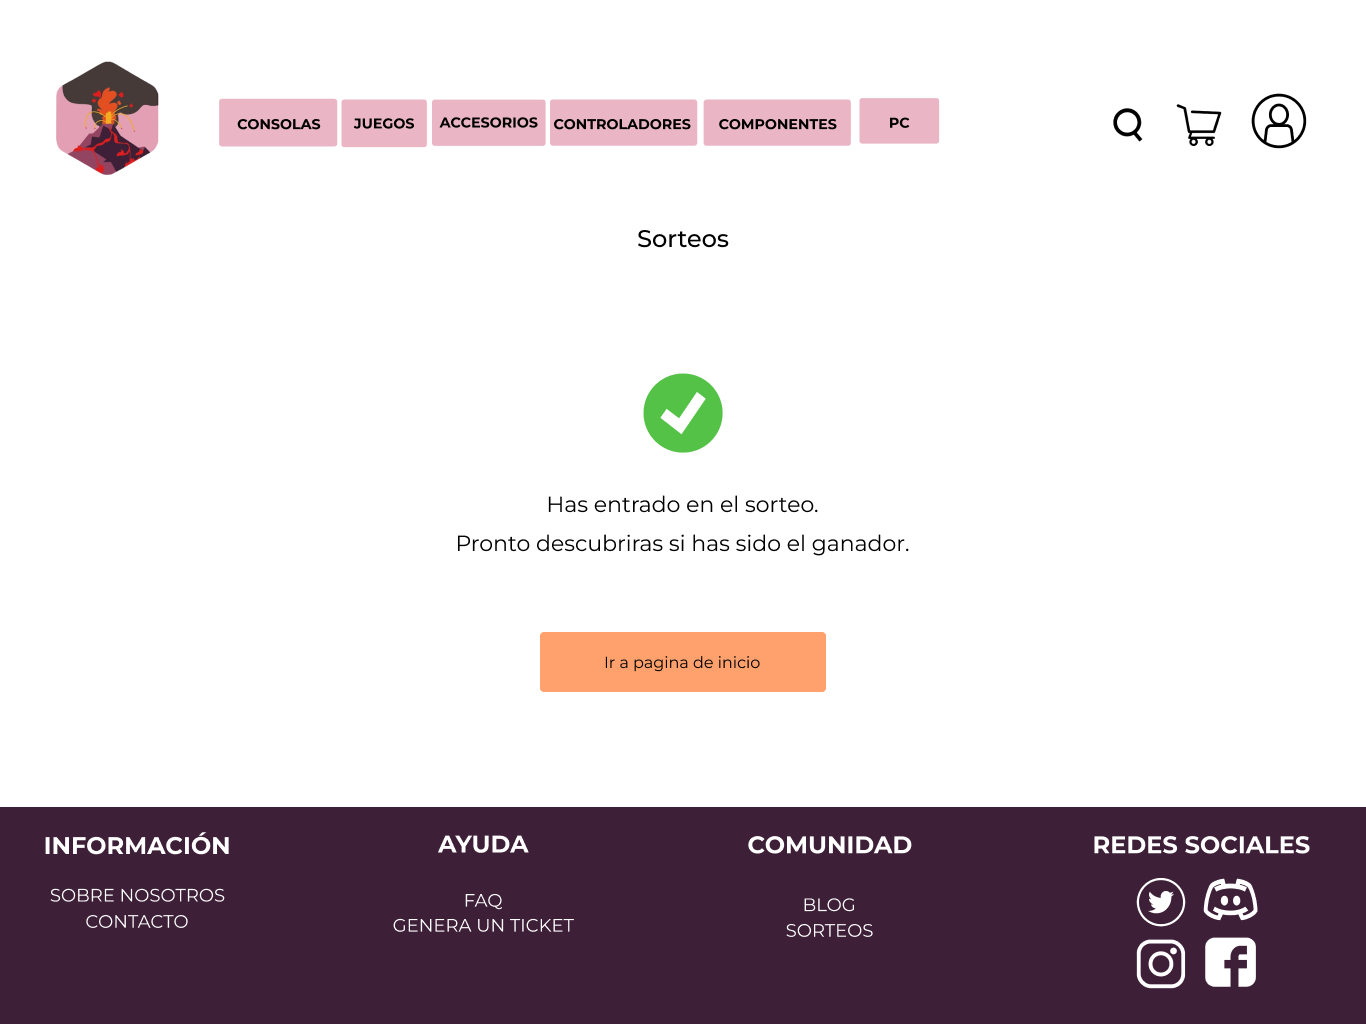 CONSOLAS
JUEGOS
ACCESORIOS
CONTROLADORES
COMPONENTES
PC
Sorteos
Has entrado en el sorteo.
Pronto descubriras si has sido el ganador.
Ir a pagina de inicio
INFORMACIÓN
SOBRE NOSOTROS
CONTACTO
AYUDA
FAQ
GENERA UN TICKET
COMUNIDAD
BLOG
SORTEOS
REDES SOCIALES